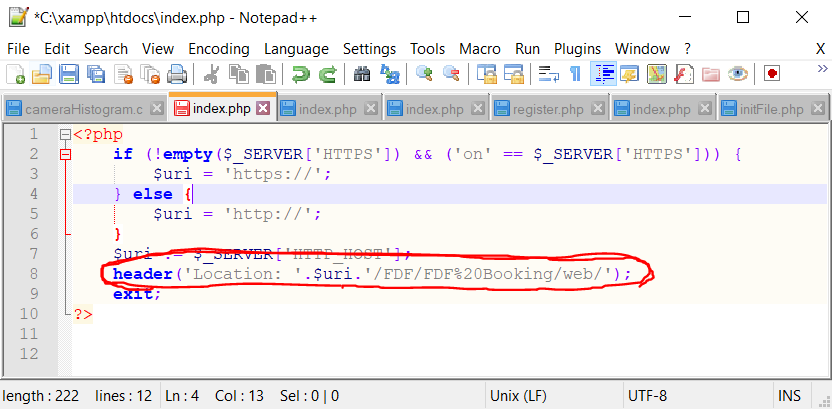 *C:\xampp\htdocs\index.php - Notepad++
File Edit Search View Encoding Language Settings Tools Macro Run Plugins Window ? X
cameraHistogram.c index.php index.php index.php register.php index.php initFile.php
1 <?php
2 if (!empty($_SERVER['HTTPS']) && ('on' == $_SERVER['HTTPS'])) {
3 $uri = 'https://';
4 } else {
5 $uri = 'http://';
6 }
7 $uri .= $_SERVER['HTTP_HOST'];
8 header('Location: '.$uri.'/FDF/FDF%20Booking/web/');
9 exit;
10 ?>
11
12
length : 222 lines : 12 Ln : 4 Col : 13 Sel : 0 | 0 Unix (LF) UTF-8 INS